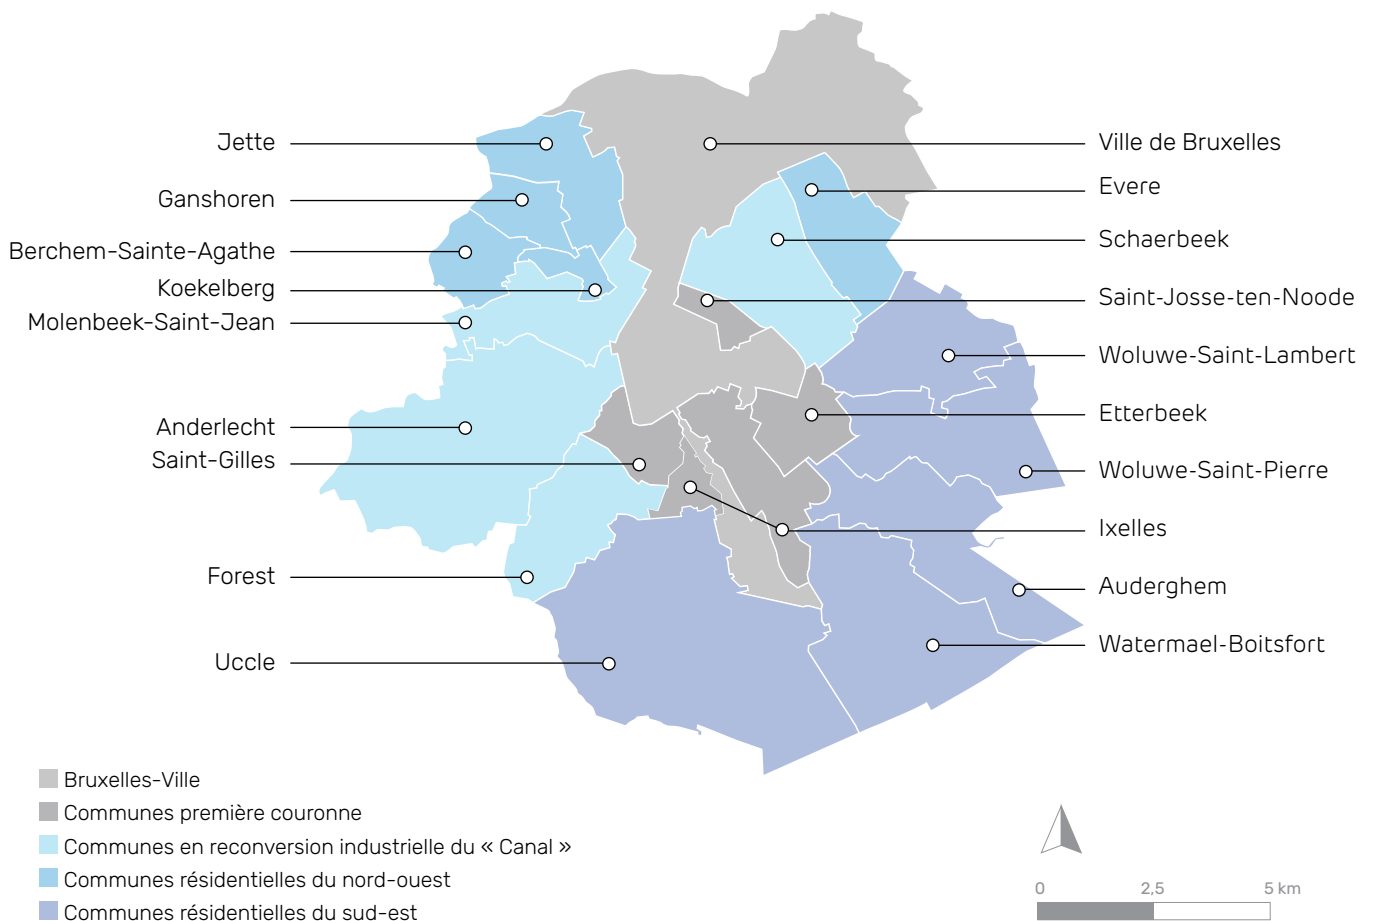 Jette
Ganshoren
Berchem-Sainte-Agathe
Koekelberg
Molenbeek-Saint-Jean
Anderlecht
Saint-Gilles
Forest
Uccle
Ville de Bruxelles
Evere
Schaerbeek
Saint-Josse-ten-Noode
Woluwe-Saint-Lambert
Etterbeek
Woluwe-Saint-Pierre
Ixelles
Auderghem
Watermael-Boitsfort
Bruxelles-Ville
Communes première couronne
Communes en reconversion industrielle du « Canal »
Communes résidentielles du nord-ouest
Communes résidentielles du sud-est
0 2,5 5 km